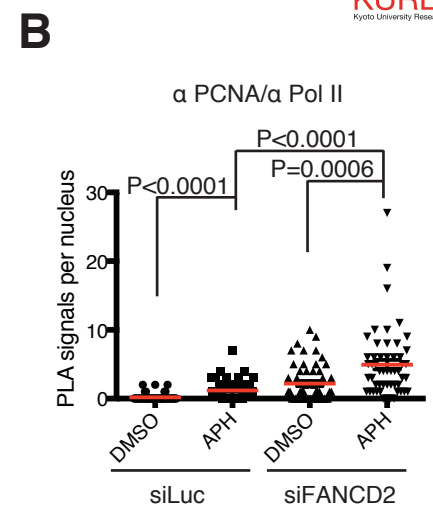 B
Kyoto University Resea
α PCNA/α Pol II
P<0.0001
P=0.0006
P<0.0001
PLA signals per nucleus
30
20
10
0
DMSO
APH
DMSO
APH
siLuc
siFANCD2